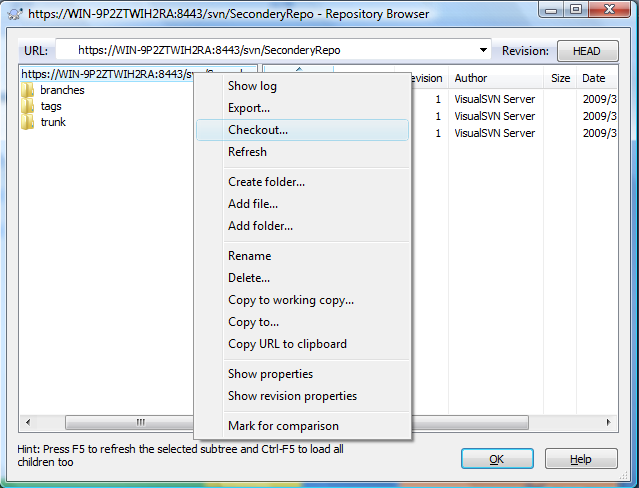 https://WIN-9P2ZTWIH2RA:8443/svn/SeconderyRepo - Repository Browser
URL: https://WIN-9P2ZTWIH2RA:8443/svn/SeconderyRepo Revision: HEAD
https://WIN-9P2ZTWIH2RA:8443/svn/Second
evision Author Size Date
branches 1 VisualSVN Server 2009/3
tags 1 VisualSVN Server 2009/3
trunk 1 VisualSVN Server 2009/3
Show log
Export...
Checkout...
Refresh
Create folder...
Add file...
Add folder...
Rename
Delete...
Copy to working copy...
Copy to...
Copy URL to clipboard
Show properties
Show revision properties
Mark for comparison
Hint: Press F5 to refresh the selected subtree and Ctrl-F5 to load all
children too
OK Help